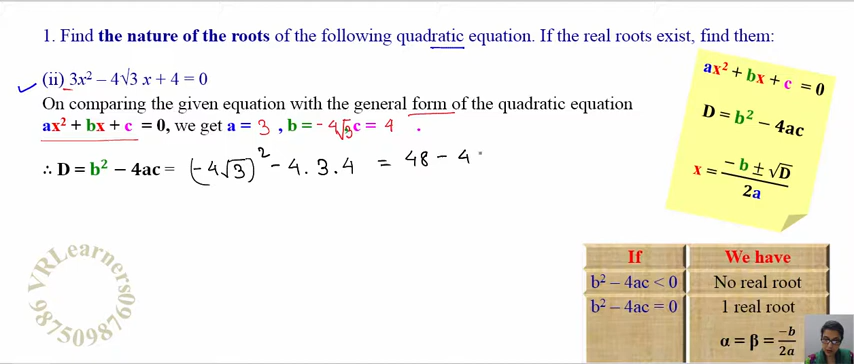 1. Find the nature of the roots of the following quadratic equation. If the real roots exist, find them:
(ii) 3x² – 4√3 x + 4 = 0
On comparing the given equation with the general form of the quadratic equation
ax² + bx + c = 0, we get a = 3 , b = - 4√3 c = 4 .
∴ D = b² – 4ac = (-4√3)² - 4 . 3 . 4 = 48 - 4
ax² + bx + c = 0
D = b² – 4ac
x = −b ± √D / 2a
If We have
b² – 4ac < 0 No real root
b² – 4ac = 0 1 real root
α = β = −b / 2a
VRLearners
9875098760